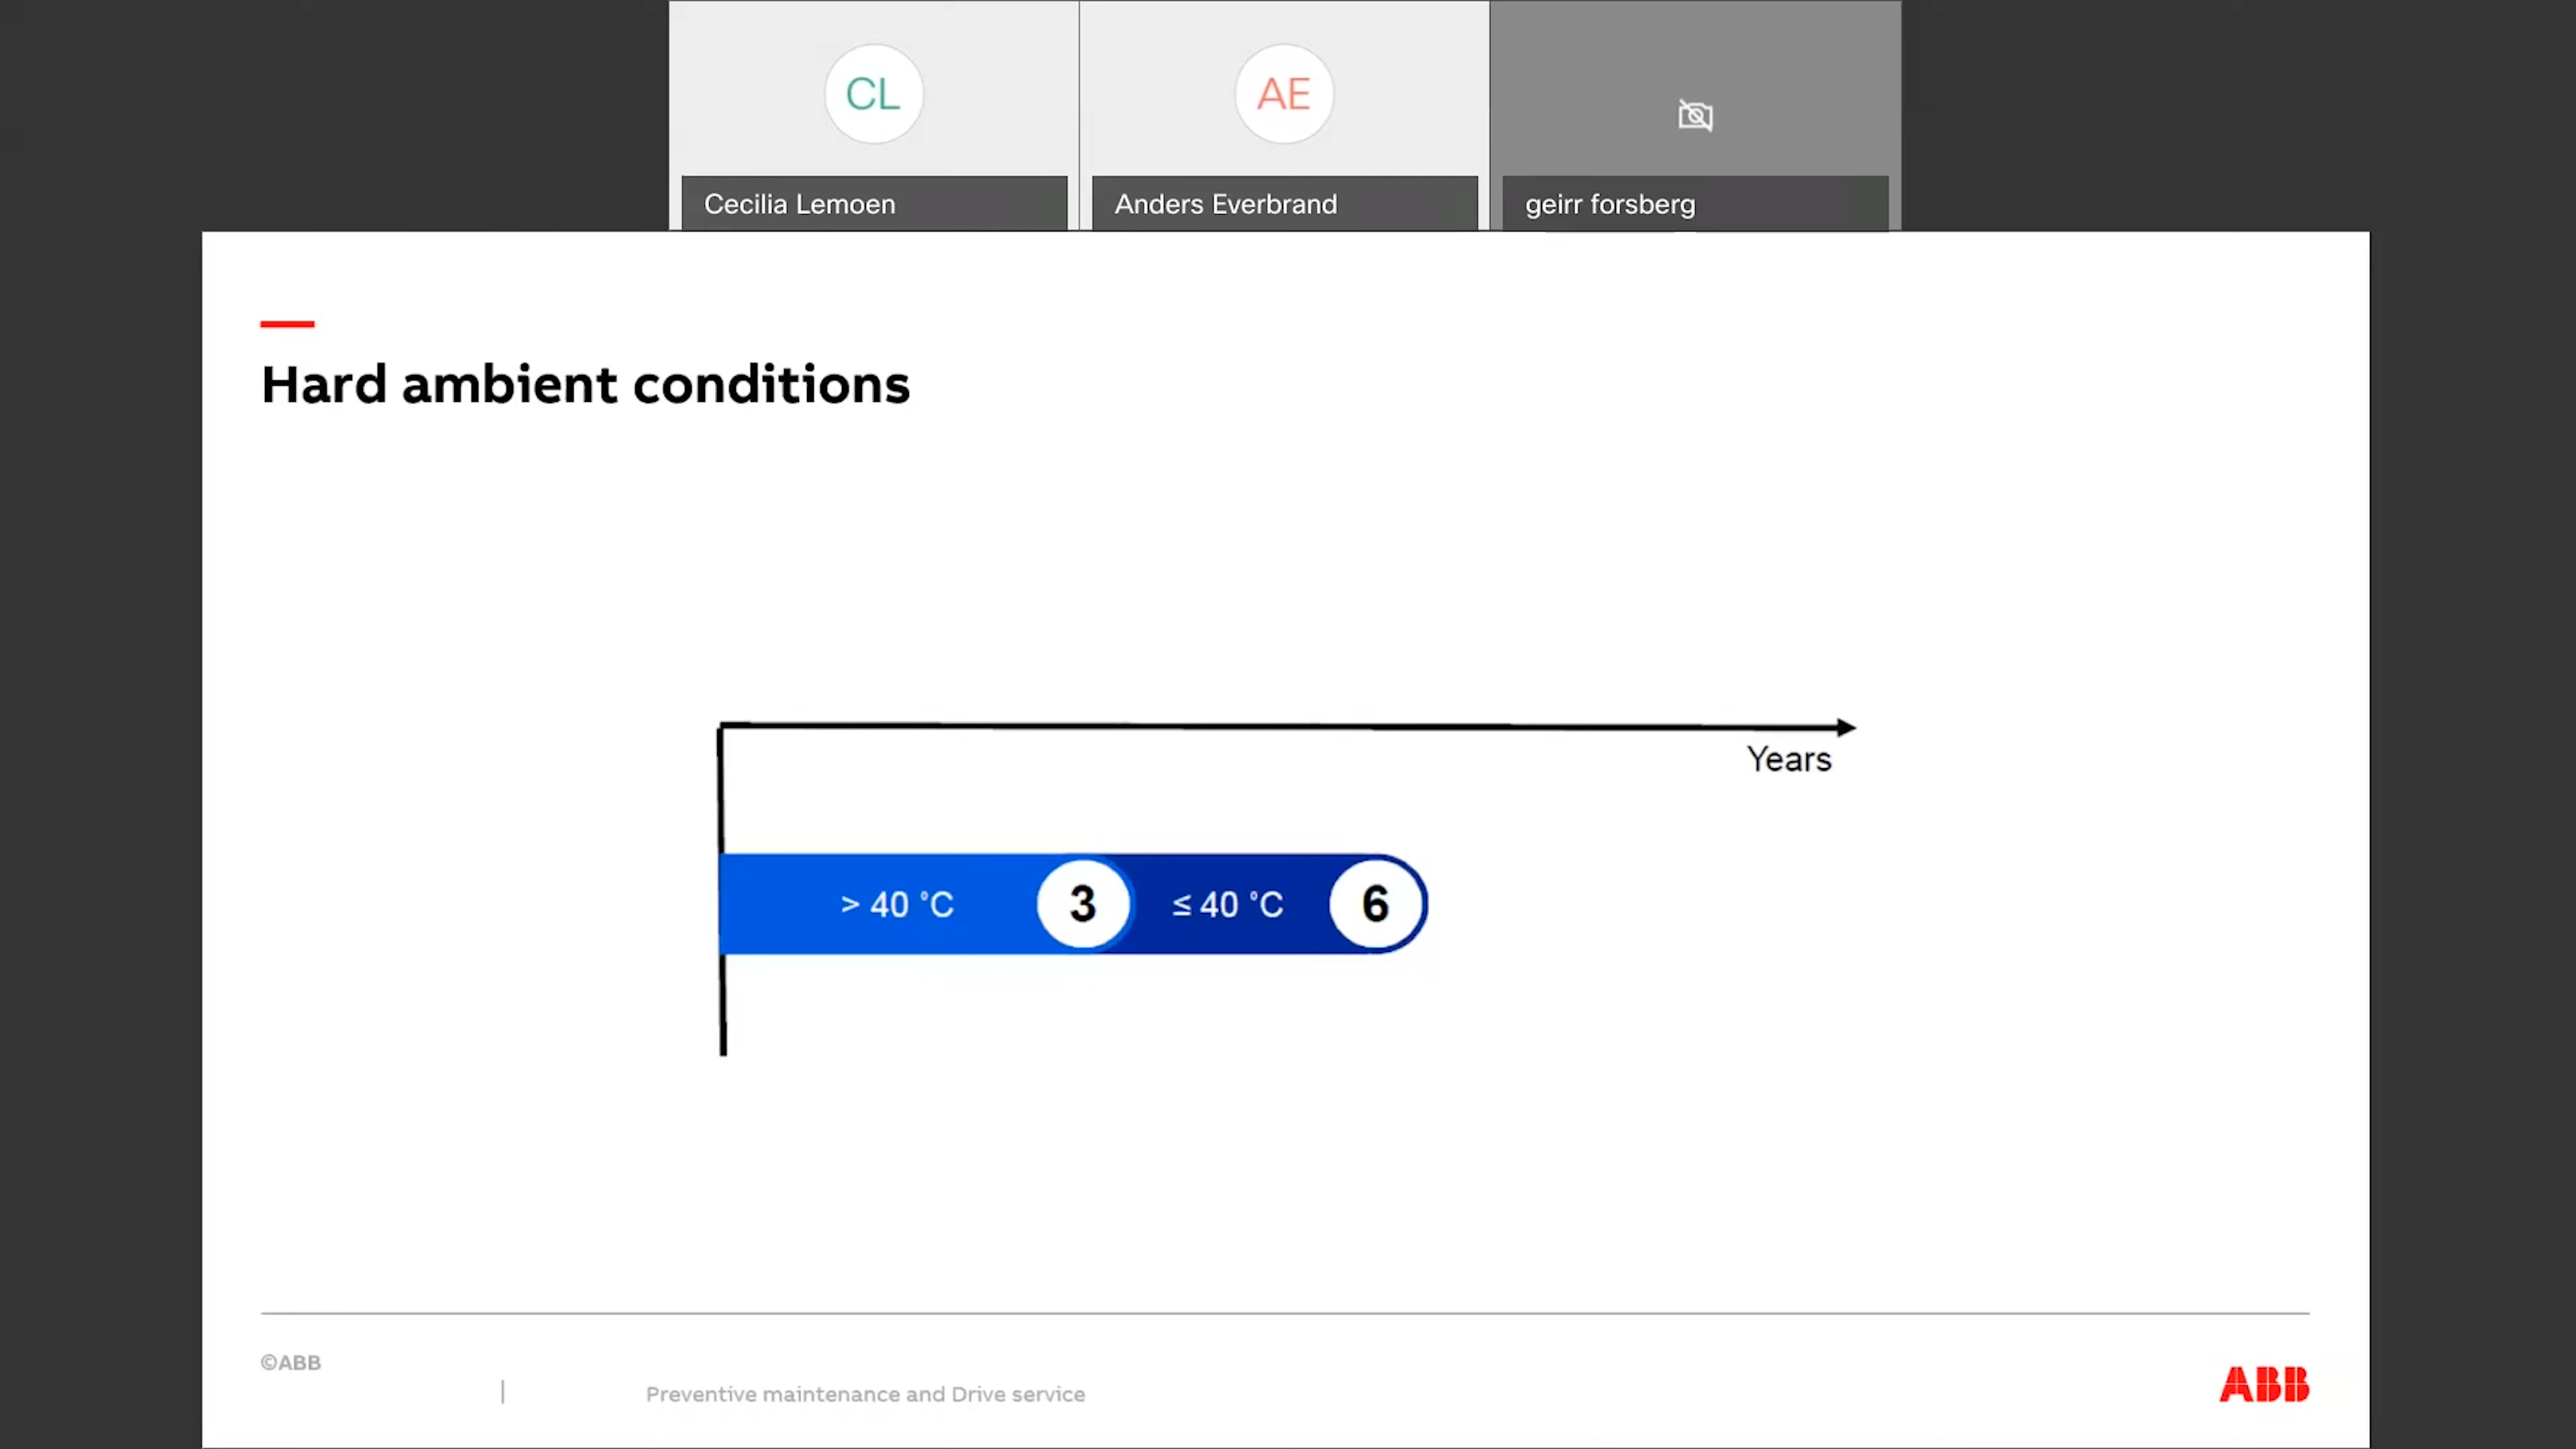 CL
AE
Cecilia Lemoen
Anders Everbrand
geirr forsberg
Hard ambient conditions
Years
> 40 °C
3
≤ 40 °C
6
©ABB
|
Preventive maintenance and Drive service
ABB